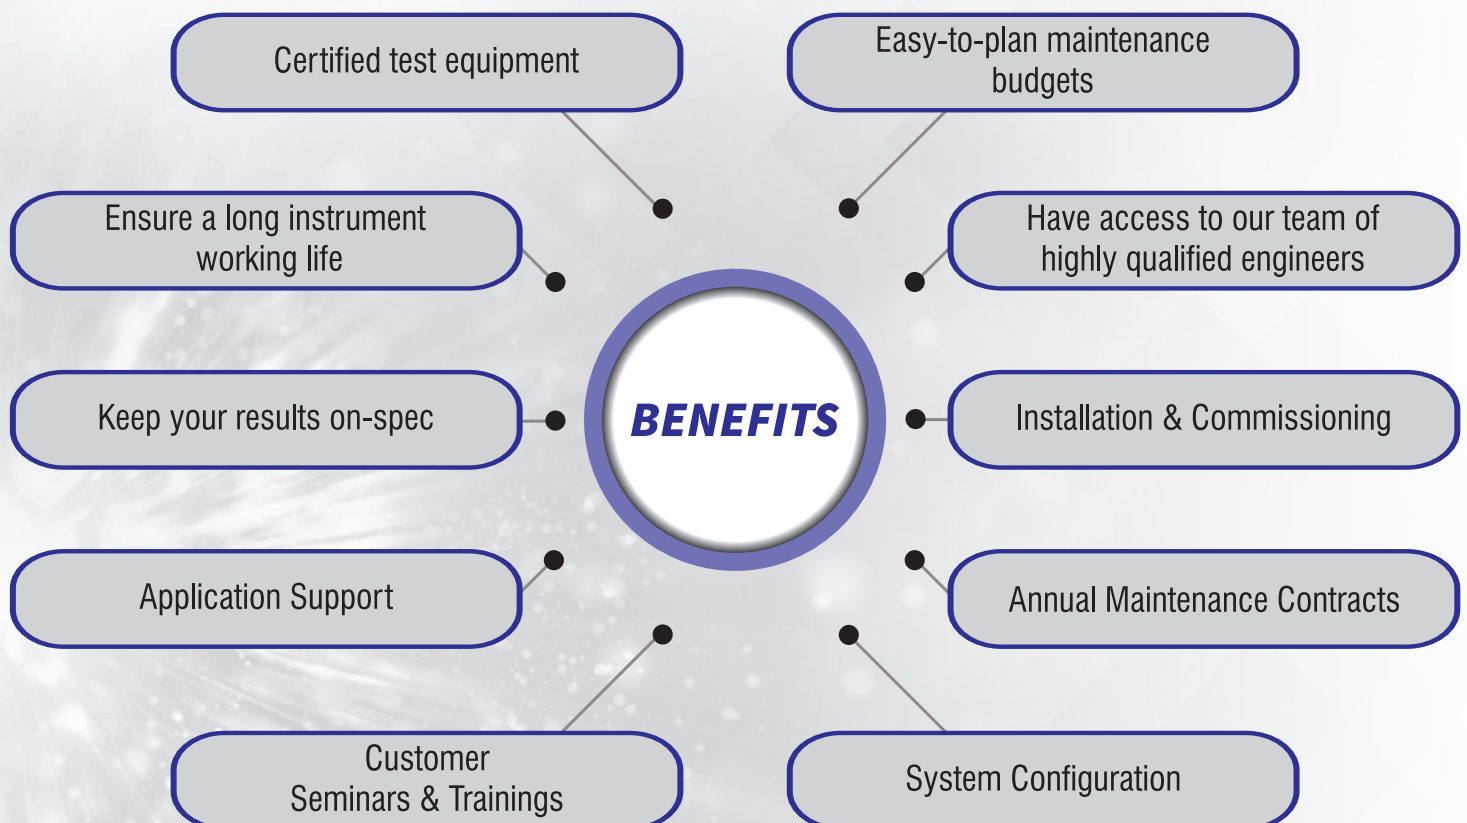 Certified test equipment
Easy-to-plan maintenance
budgets
Ensure a long instrument
working life
Have access to our team of
highly qualified engineers
Keep your results on-spec
BENEFITS
Installation & Commissioning
Application Support
Annual Maintenance Contracts
Customer
Seminars & Trainings
System Configuration